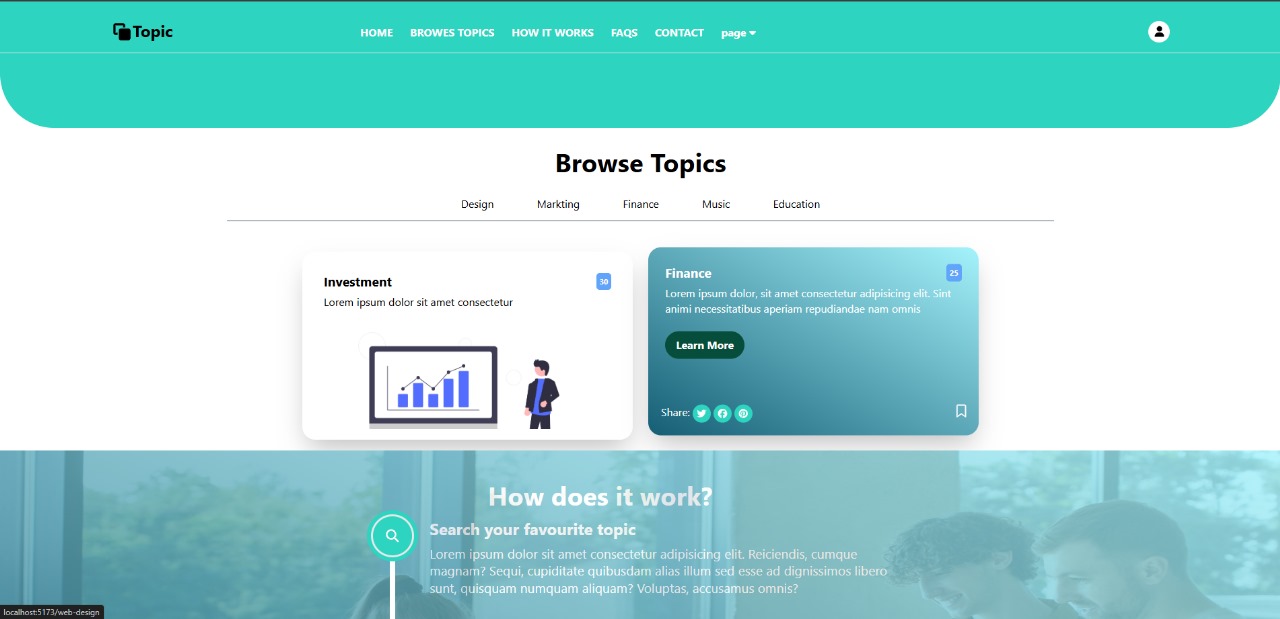 Topic
HOME BROWES TOPICS HOW IT WORKS FAQS CONTACT page
Browse Topics
Design Markting Finance Music Education
Investment 30
Lorem ipsum dolor sit amet consectetur
Finance 25
Lorem ipsum dolor, sit amet consectetur adipisicing elit. Sint
animi necessitatibus aperiam repudiandae nam omnis
Learn More
Share:
How does it work?
Search your favourite topic
Lorem ipsum dolor sit amet consectetur adipisicing elit. Reiciendis, cumque
magnam? Sequi, cupiditate quibusdam alias illum sed esse ad dignissimos libero
sunt, quisquam numquam aliquam? Voluptas, accusamus omnis?
localhost:5173/web-design